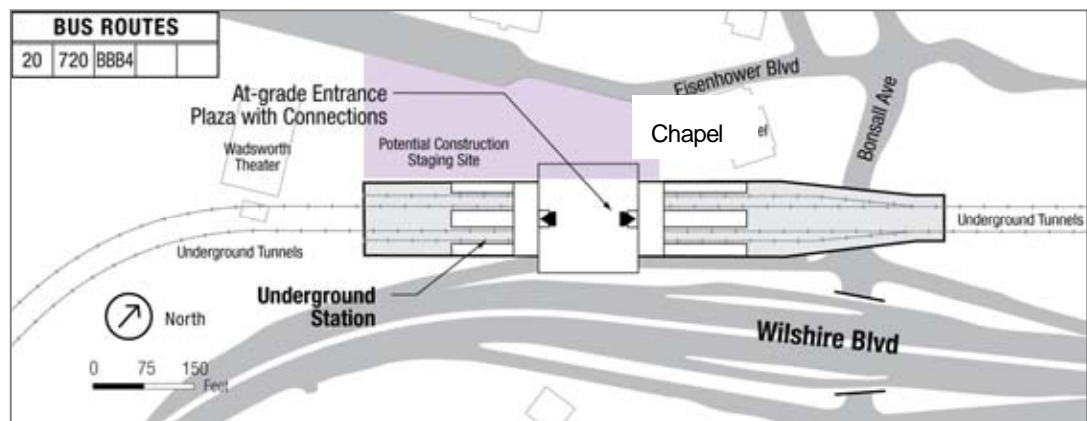 BUS ROUTES
20 720 BBB4
At-grade Entrance
Plaza with Connections
Wadsworth
Theater
Potential Construction
Staging Site
Chapel
el
Eisenhower Blvd
Bonsall Ave
Underground Tunnels
Underground Tunnels
Underground
Station
North
Wilshire Blvd
0 75 150
Feet